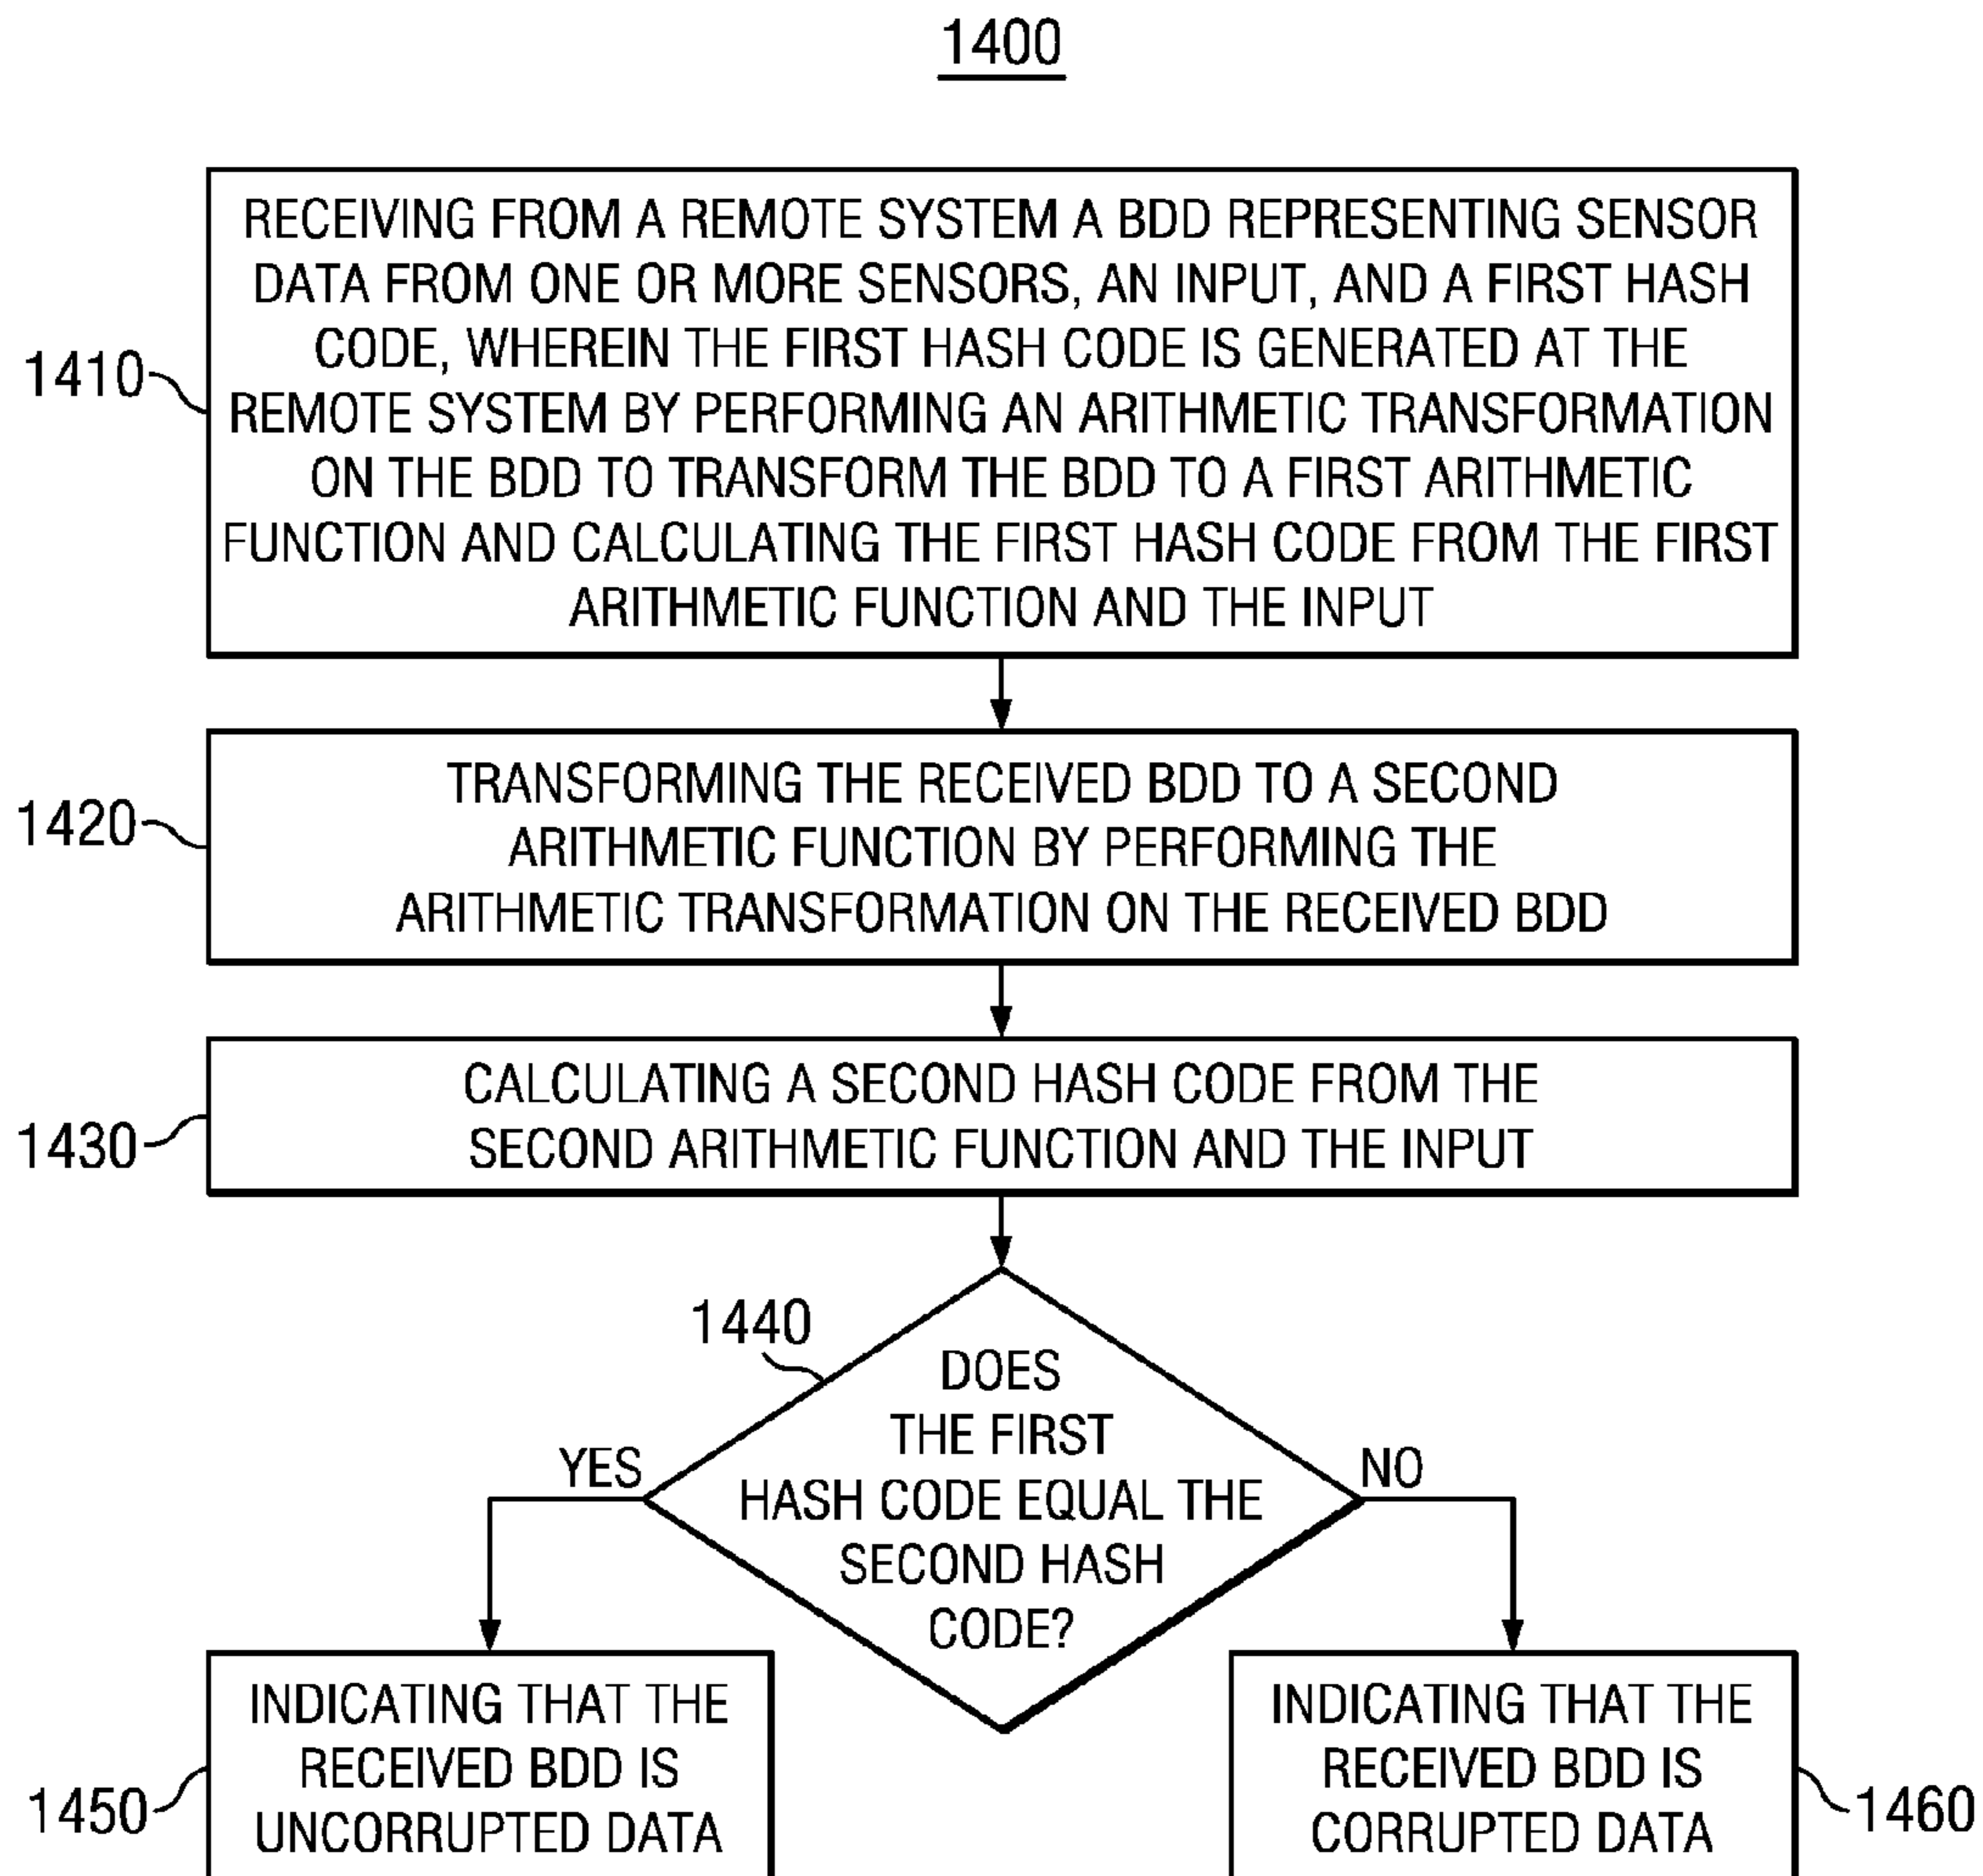 1400
RECEIVING FROM A REMOTE SYSTEM A BDD REPRESENTING SENSOR
DATA FROM ONE OR MORE SENSORS, AN INPUT, AND A FIRST HASH
CODE, WHEREIN THE FIRST HASH CODE IS GENERATED AT THE
REMOTE SYSTEM BY PERFORMING AN ARITHMETIC TRANSFORMATION
ON THE BDD TO TRANSFORM THE BDD TO A FIRST ARITHMETIC
FUNCTION AND CALCULATING THE FIRST HASH CODE FROM THE FIRST
ARITHMETIC FUNCTION AND THE INPUT
1410
TRANSFORMING THE RECEIVED BDD TO A SECOND
ARITHMETIC FUNCTION BY PERFORMING THE
ARITHMETIC TRANSFORMATION ON THE RECEIVED BDD
1420
CALCULATING A SECOND HASH CODE FROM THE
SECOND ARITHMETIC FUNCTION AND THE INPUT
1430
1440
DOES
THE FIRST
HASH CODE EQUAL THE
SECOND HASH
CODE?
YES
NO
INDICATING THAT THE
RECEIVED BDD IS
UNCORRUPTED DATA
1450
INDICATING THAT THE
RECEIVED BDD IS
CORRUPTED DATA
1460